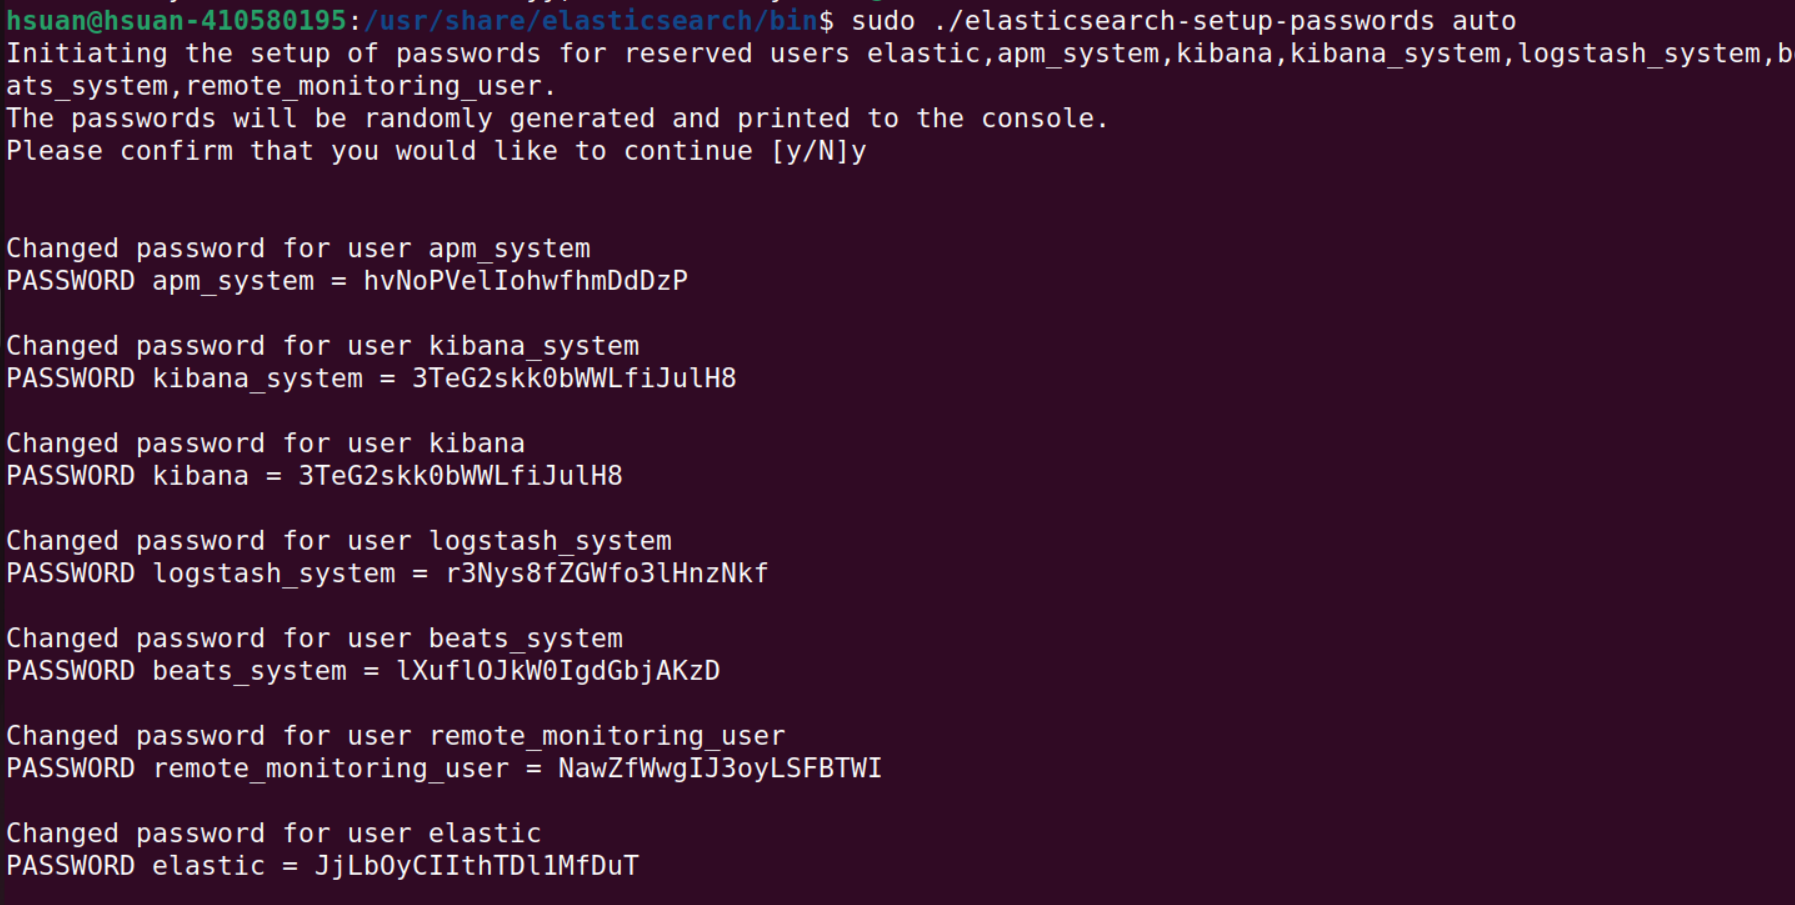 hsuan@hsuan-410580195:/usr/share/elasticsearch/bin$ sudo ./elasticsearch-setup-passwords auto
Initiating the setup of passwords for reserved users elastic,apm_system,kibana,kibana_system,logstash_system,be
ats_system,remote_monitoring_user.
The passwords will be randomly generated and printed to the console.
Please confirm that you would like to continue [y/N]y
Changed password for user apm_system
PASSWORD apm_system = hvNoPVelIohwfhmDdDzP
Changed password for user kibana_system
PASSWORD kibana_system = 3TeG2skk0bWWLfiJulH8
Changed password for user kibana
PASSWORD kibana = 3TeG2skk0bWWLfiJulH8
Changed password for user logstash_system
PASSWORD logstash_system = r3Nys8fZGWfo3lHnzNkf
Changed password for user beats_system
PASSWORD beats_system = lXuflOJkW0IgdGbjAKzD
Changed password for user remote_monitoring_user
PASSWORD remote_monitoring_user = NawZfWwgIJ3oyLSFBTWI
Changed password for user elastic
PASSWORD elastic = JjLbOyCIIthTDl1MfDuT